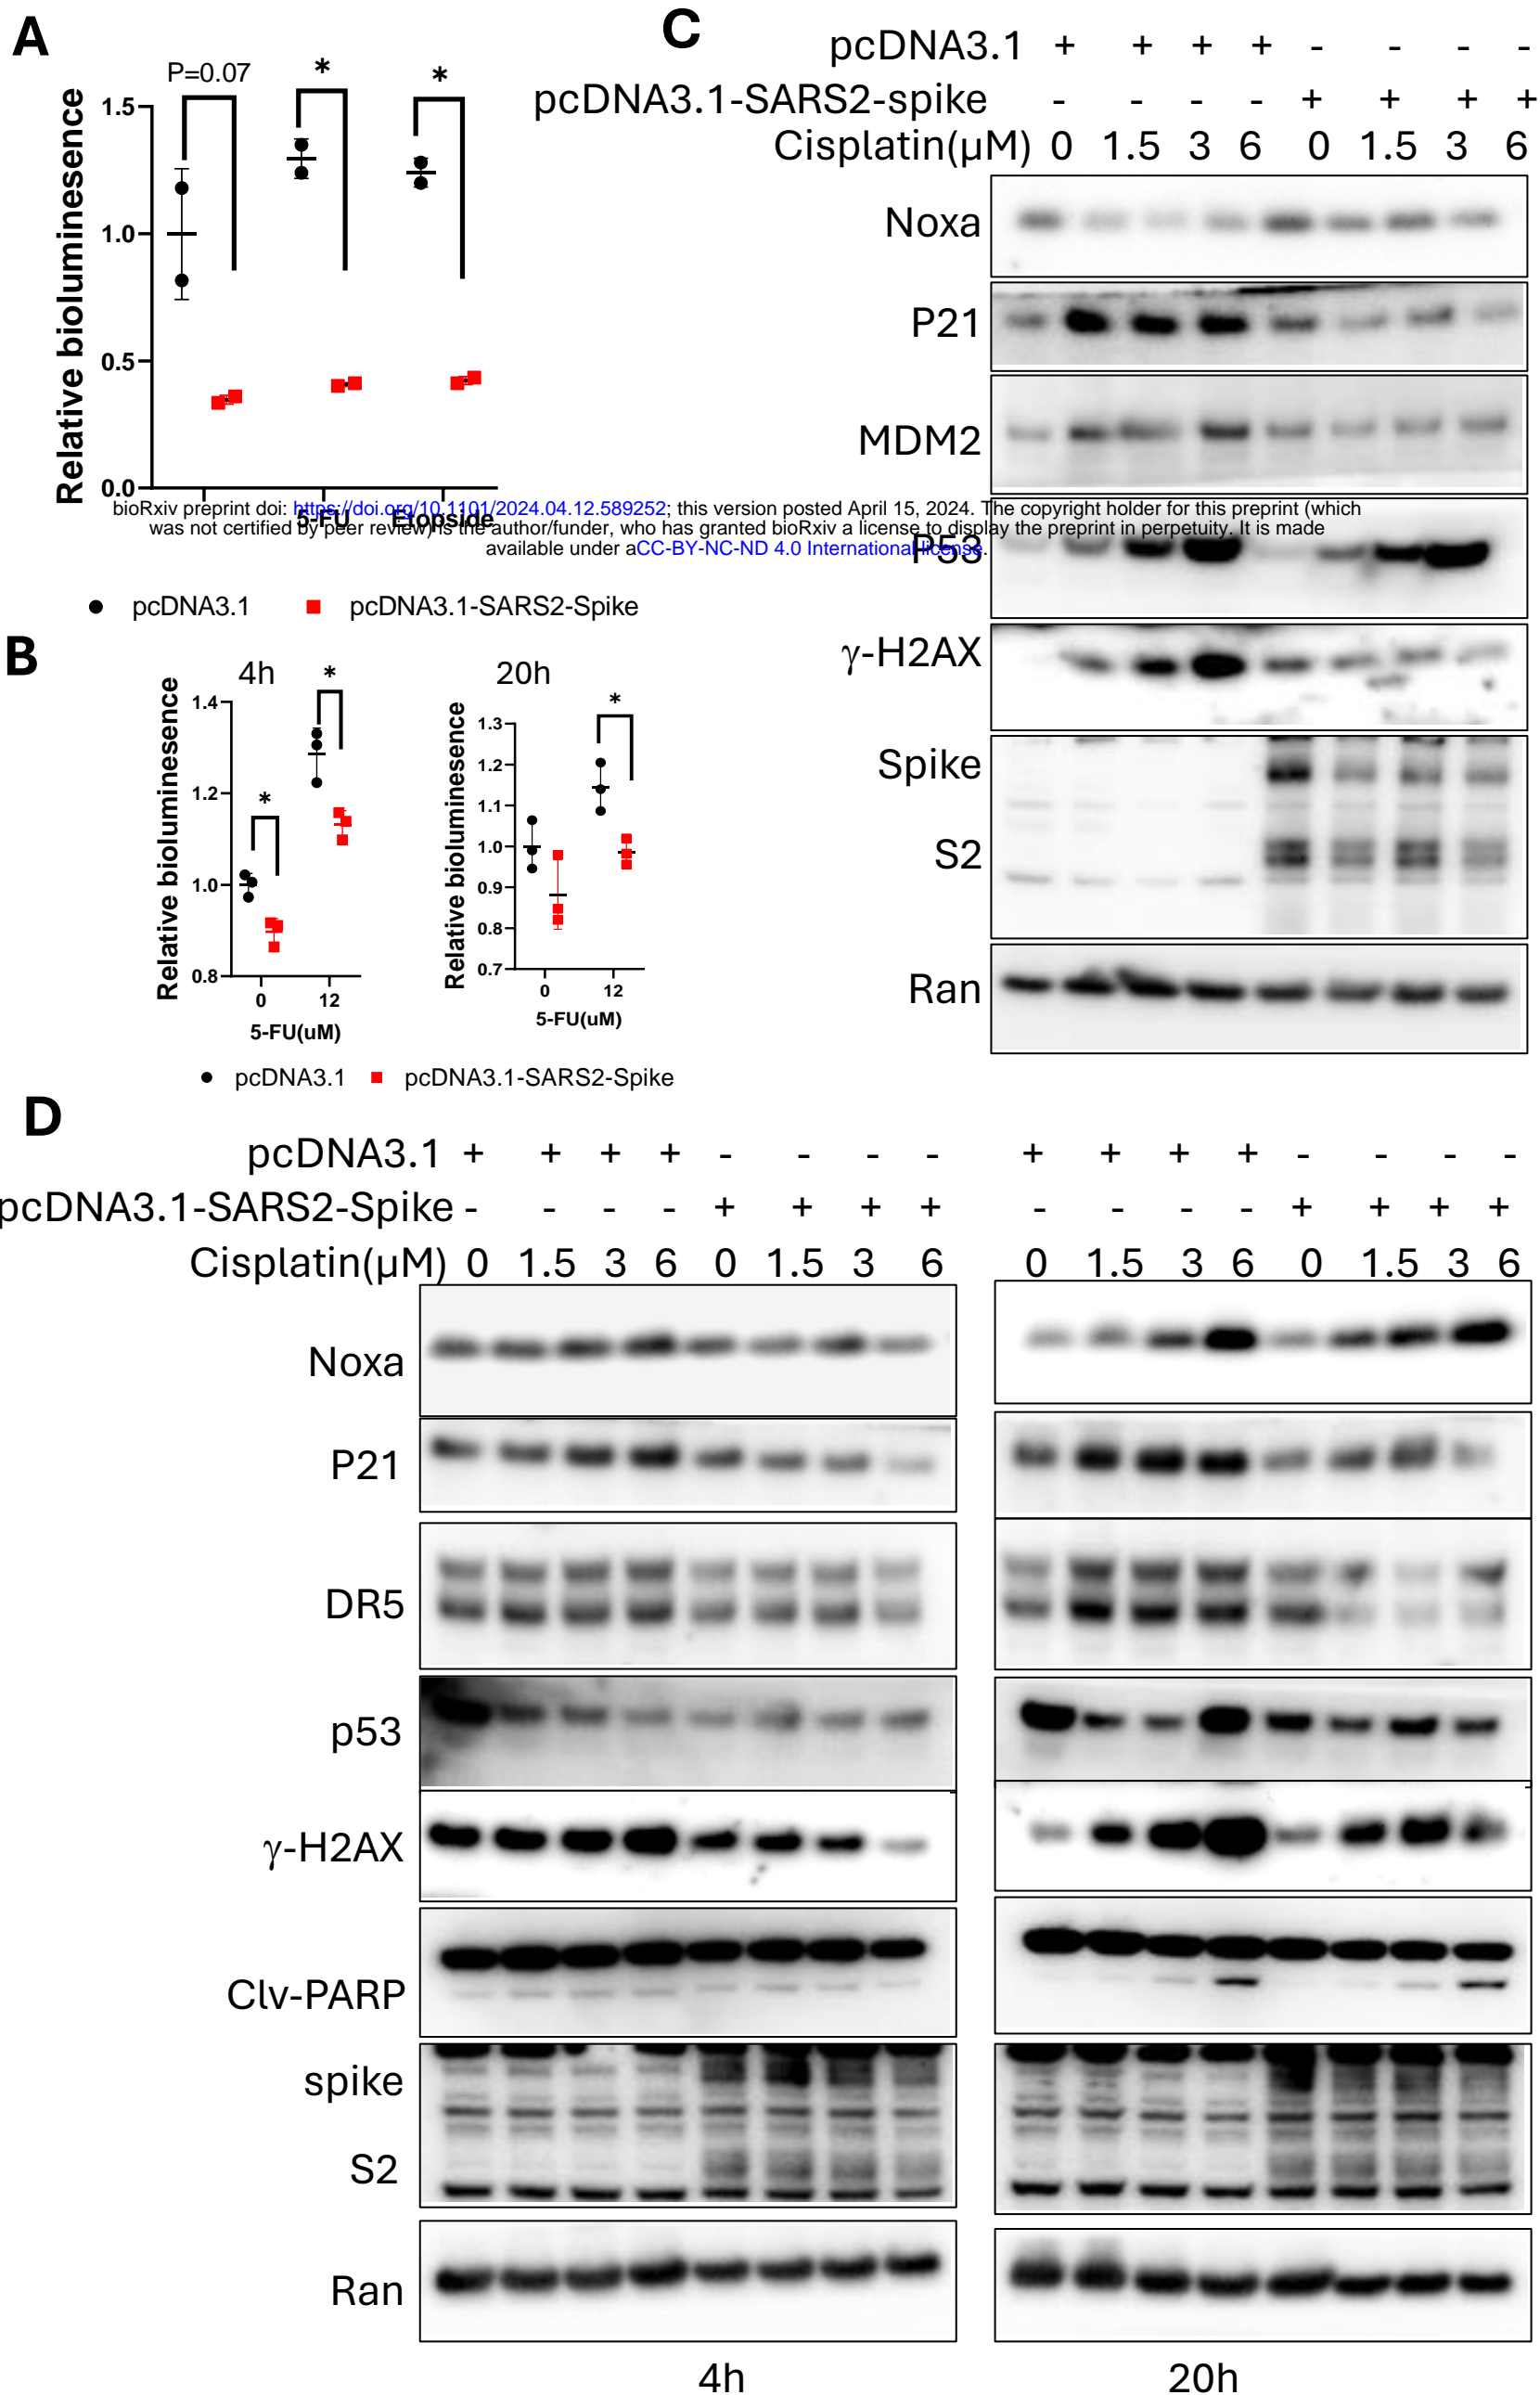 A
P=0.07
*
*
Relative bioluminesence
1.5
1.0
0.5
0.0
5-FU Etopside
bioRxiv preprint doi: https://doi.org/10.1101/2024.04.12.589252; this version posted April 15, 2024. The copyright holder for this preprint (which
was not certified by peer review) is the author/funder, who has granted bioRxiv a license to display the preprint in perpetuity. It is made
available under aCC-BY-NC-ND 4.0 International license.
pcDNA3.1 pcDNA3.1-SARS2-Spike
B
4h
*
*
Relative bioluminesence
1.4
1.2
1.0
0.8
0 12
5-FU(uM)
20h
*
Relative bioluminesence
1.3
1.2
1.1
1.0
0.9
0.8
0.7
0 12
5-FU(uM)
pcDNA3.1 pcDNA3.1-SARS2-Spike
C
pcDNA3.1 + + + + - - - -
pcDNA3.1-SARS2-spike - - - - + + + +
Cisplatin(µM) 0 1.5 3 6 0 1.5 3 6
Noxa
P21
MDM2
P53
γ-H2AX
Spike
S2
Ran
D
pcDNA3.1 + + + + - - - - + + + + - - - -
pcDNA3.1-SARS2-Spike - - - - + + + + - - - - + + + +
Cisplatin(µM) 0 1.5 3 6 0 1.5 3 6 0 1.5 3 6 0 1.5 3 6
Noxa
P21
DR5
p53
γ-H2AX
Clv-PARP
spike
S2
Ran
4h 20h